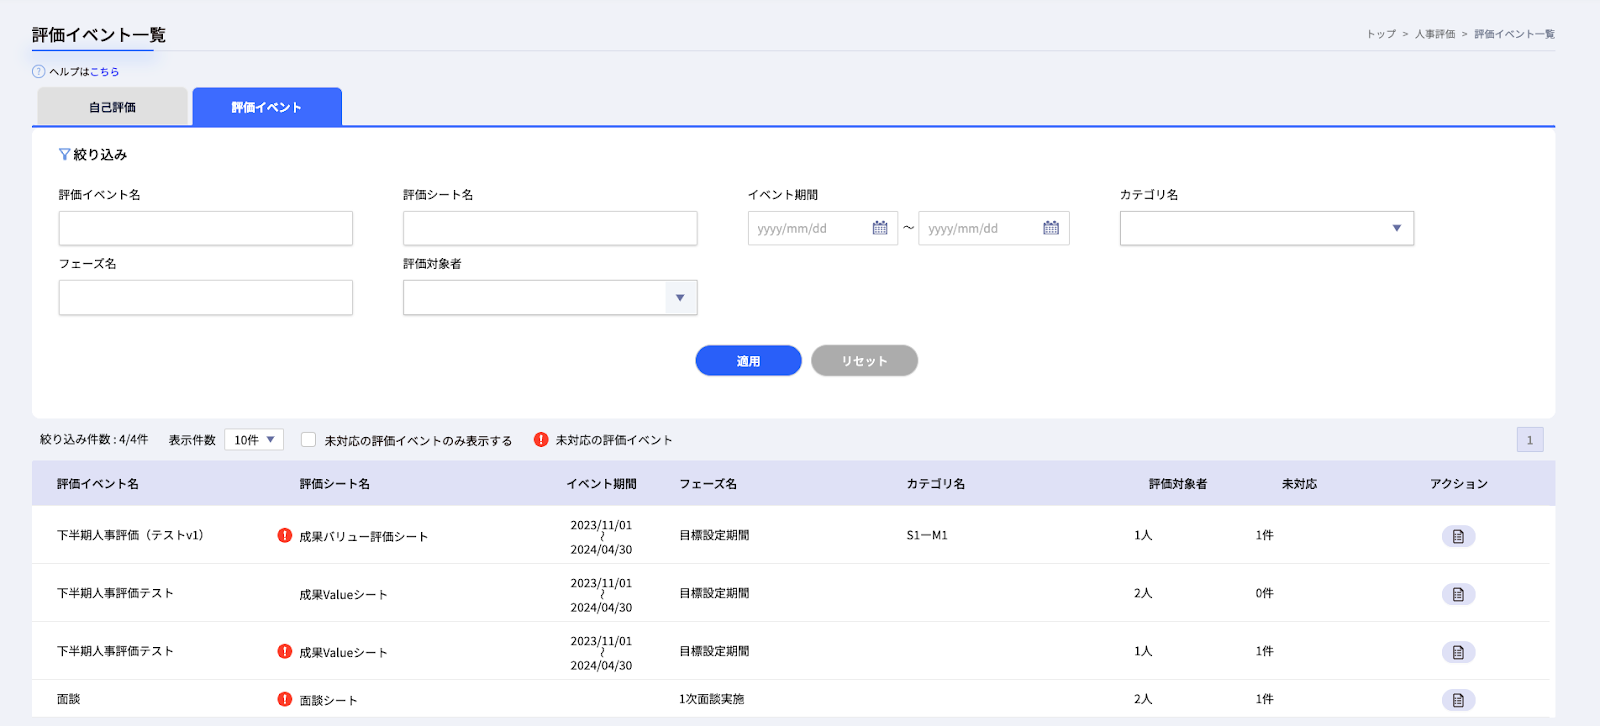 評価イベント一覧
トップ > 人事評価 > 評価イベント一覧
? ヘルプはこちら
自己評価
評価イベント
絞り込み
評価イベント名
評価シート名
イベント期間
カテゴリ名
yyyy/mm/dd ～ yyyy/mm/dd
フェーズ名
評価対象者
適用
リセット
絞り込み件数 : 4/4件 表示件数 10件 未対応の評価イベントのみ表示する ! 未対応の評価イベント 1
評価イベント名 評価シート名 イベント期間 フェーズ名 カテゴリ名 評価対象者 未対応 アクション
下半期人事評価（テストv1） ! 成果バリュー評価シート 2023/11/01 ～ 2024/04/30 目標設定期間 S1ーM1 1人 1件
下半期人事評価テスト 成果Valueシート 2023/11/01 ～ 2024/04/30 目標設定期間 2人 0件
下半期人事評価テスト ! 成果Valueシート 2023/11/01 ～ 2024/04/30 目標設定期間 1人 1件
面談 ! 面談シート 1次面談実施 2人 1件